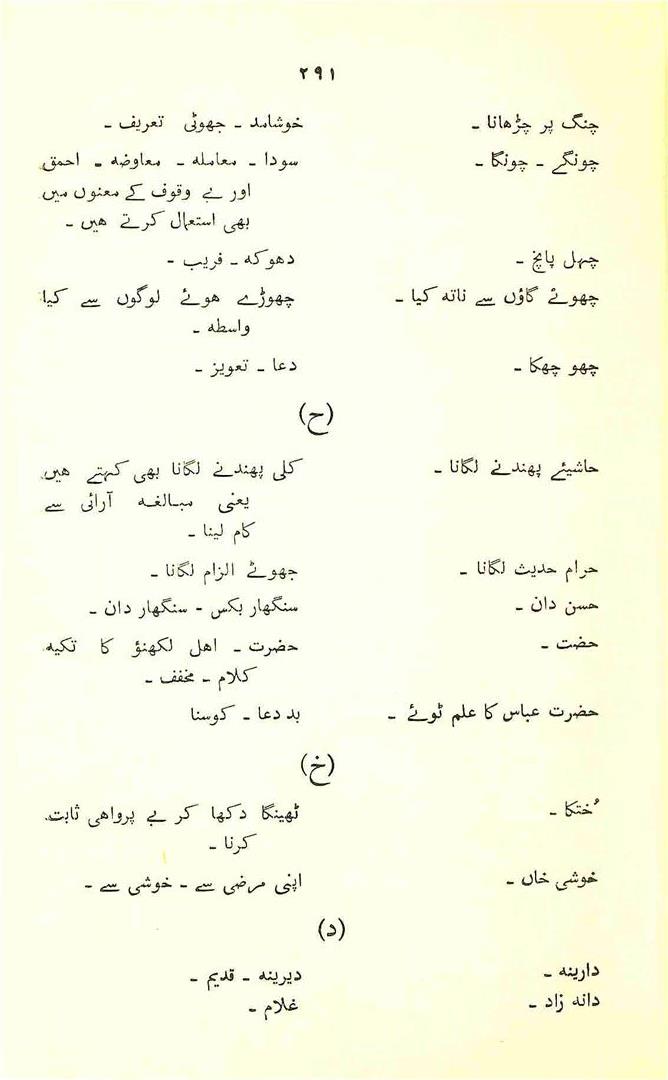 ۲۹۱
چنگ پر چڑھانا - خوشامد - جھوٹی تعریف -
چونگے - چونگا - سودا - معاملہ - معاوضہ - احمق
اور بے وقوف کے معنوں میں
بھی استعمال کرتے ھیں -
چہل پانچ - دھوکہ - فریب -
چھوٹے گاؤں سے ناتہ کیا - چھوڑے ھوئے لوگوں سے کیا
واسطہ -
چھو چھکا - دعا - تعویز -
(ح)
حاشیئے پھندنے لگانا - کلی پھندنے لگانا بھی کہتے ھیں
یعنی مبالغہ آرائی سے
کام لینا -
حرام حدیث لگانا - جھوٹے الزام لگانا -
حسن دان - سنگھار بکس - سنگھار دان -
حضت - حضرت - اھل لکھنؤ کا تکیہ
کلام - مخفف -
حضرت عباس کا علم ٹوئے - بد دعا - کوسنا
(خ)
ُختکا - ٹھینگا دکھا کر بے پرواھی ثابت
کرنا -
خوشی خاں - اپنی مرضی سے - خوشی سے -
(د)
دارینہ - دیرینہ - قدیم -
دانہ زاد - غلام -